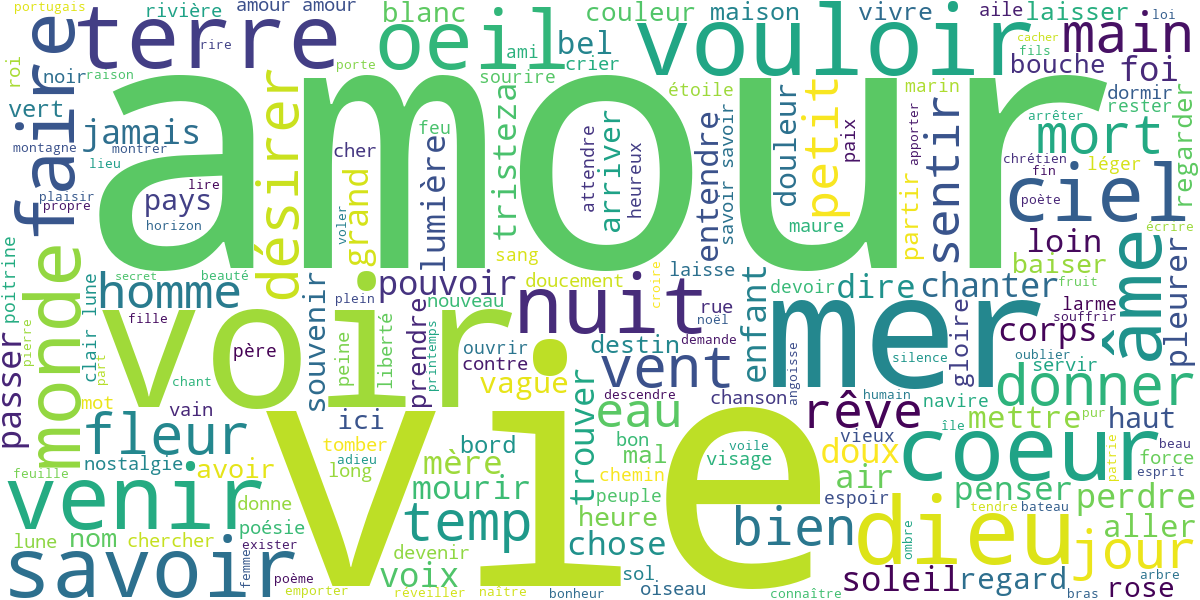 portugais
rivière
amour amour
blanc
couleur
maison
vivre
aile
laisser
loi
terre
rire
oeil
ami
bel
crier
vouloir
cacher
fils
main
roi
noir
raison
porte
sourire
étoile
marin
bouche
foi
faire
vert
amour
dormir
rester
arrêter
jamais
montagne
montrer
lieu
désirer
feu
tristeza
attendre
arriver
heureux
entendre
savoir savoir
douleur
petit
paix
apporter
sentir
mort
regarder
cher
lumière
grand
voler
chrétien
fin
léger
plaisir
propre
lire
pays
horizon
maure
partir
ciel
poète
écrire
poitrine
monde
sang
loin
secret
beauté
pouvoir
doucement
laisse
croire
devoir
dire
chanter
baiser
fruit
âme
pleurer
clair lune
homme
souvenir
plein
nouveau
nuit
rue
noël
enfant
mer
gloire
larme
souffrir
corps
fille
voir
peine
liberté
prendre
printemps
ouvrir
contre
destin
demande
silence
oublier
servir
passer
pierre
père
part
chant
vague
trouver
vent
descendre
chanson
angoisse
humain
donner
mot
vain
ici
vie
eau
rêve
navire
île
mettre
pur
haut
fleur
tomber
adieu
bord
bon
mal
voile
visage
vieux
doux
coeur
patrie
beau
force
esprit
feuille
nostalgie
avoir
long
mère
chemin
air
venir
donne
mourir
peuple
espoir
penser
perdre
tendre
bateau
lune
nom
poésie
chercher
exister
temp
heure
bien
dieu
ombre
aller
jour
savoir
femme
poème
devenir
voix
chose
sol
soleil
regard
arbre
emporter
réveiller
naître
bonheur
oiseau
connaître
bras
rose